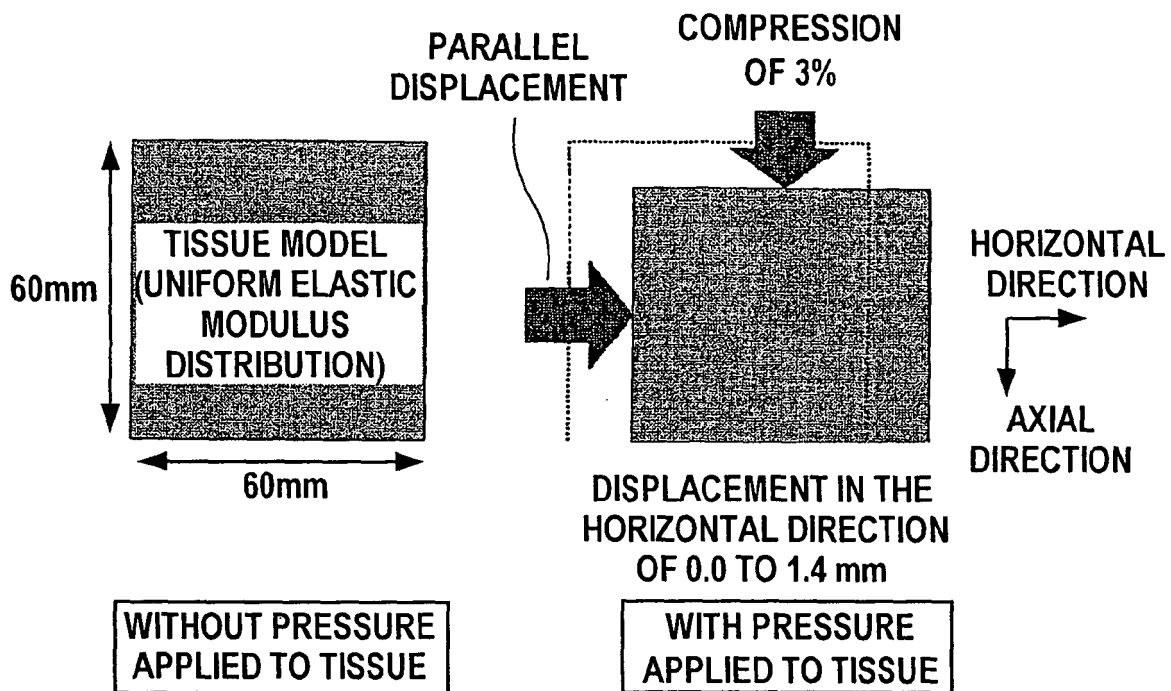 PARALLEL
DISPLACEMENT
COMPRESSION
OF 3%
60mm
TISSUE MODEL
(UNIFORM ELASTIC
MODULUS
DISTRIBUTION)
60mm
HORIZONTAL
DIRECTION
AXIAL
DIRECTION
DISPLACEMENT IN THE
HORIZONTAL DIRECTION
OF 0.0 TO 1.4 mm
WITHOUT PRESSURE
APPLIED TO TISSUE
WITH PRESSURE
APPLIED TO TISSUE